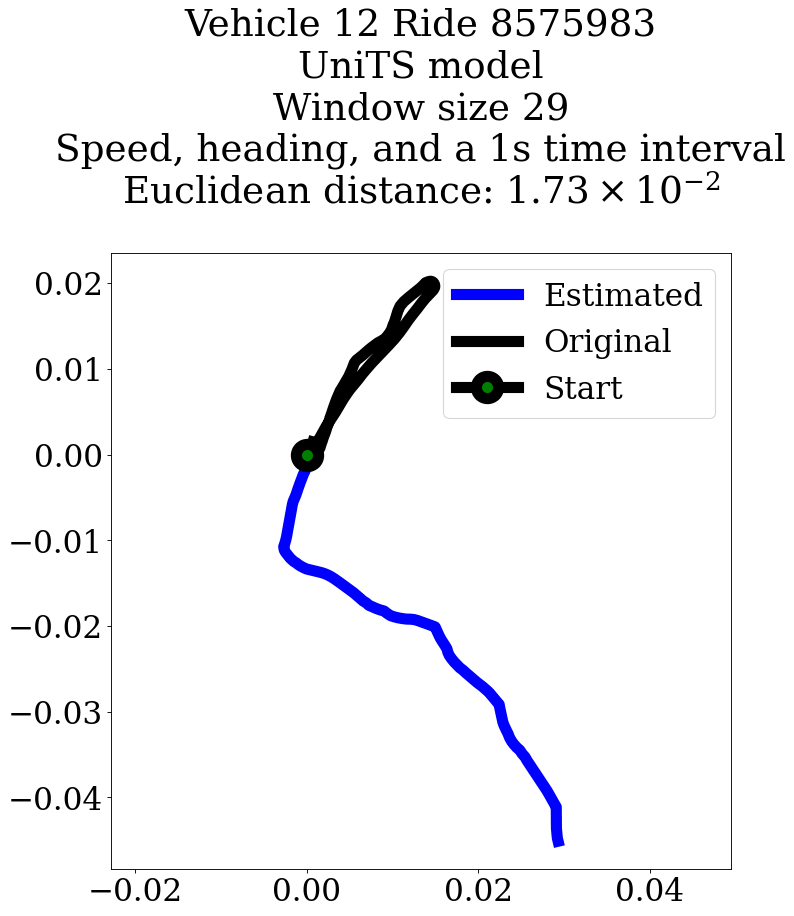 Vehicle 12 Ride 8575983
UniTS model
Window size 29
Speed, heading, and a 1s time interval
Euclidean distance: $1.73 \times 10^{-2}$
0.02
0.01
0.00
−0.01
−0.02
−0.03
−0.04
Estimated
Original
Start
−0.02
0.00
0.02
0.04